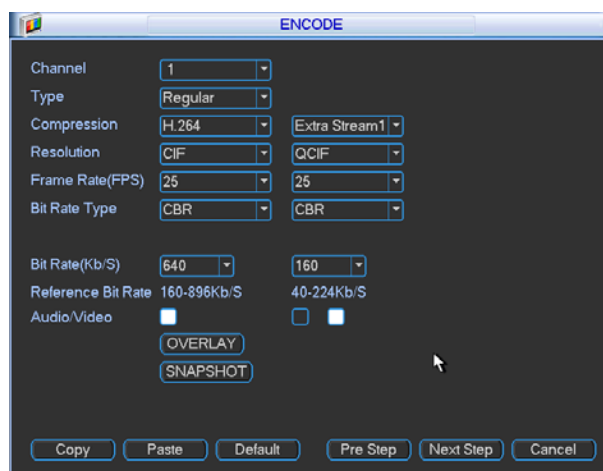 ENCODE
Channel 1
Type Regular
Compression H.264 Extra Stream1
Resolution CIF QCIF
Frame Rate(FPS) 25 25
Bit Rate Type CBR CBR
Bit Rate(Kb/S) 640 160
Reference Bit Rate 160-896Kb/S 40-224Kb/S
Audio/Video
OVERLAY
SNAPSHOT
Copy Paste Default Pre Step Next Step Cancel